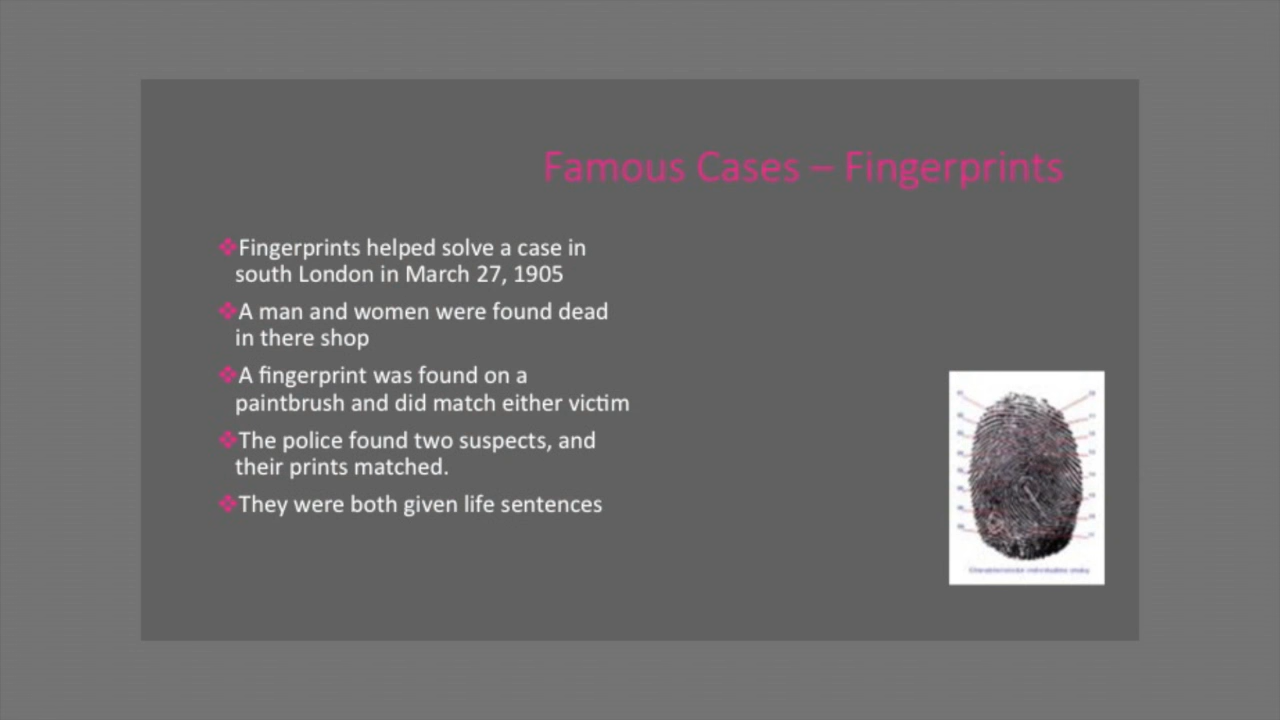 Famous Cases – Fingerprints
❖Fingerprints helped solve a case in
south London in March 27, 1905
❖A man and women were found dead
in there shop
❖A fingerprint was found on a
paintbrush and did match either victim
❖The police found two suspects, and
their prints matched.
❖They were both given life sentences